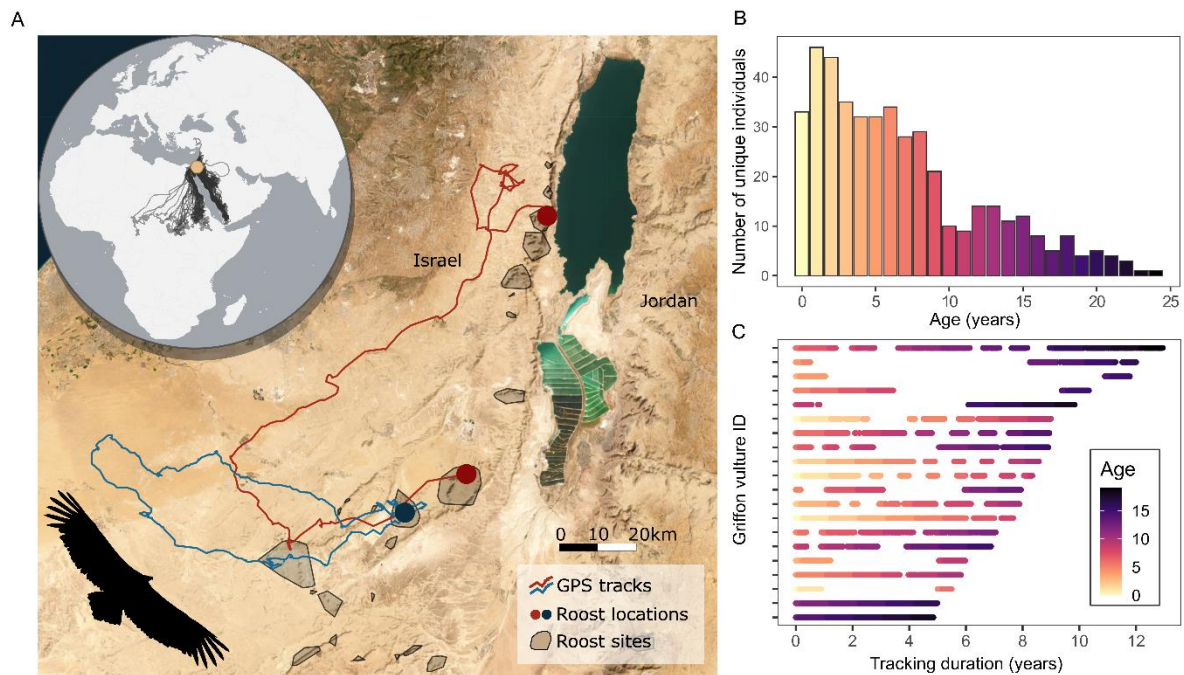 A
Israel
Jordan
0 10 20km
GPS tracks
Roost locations
Roost sites
B
Number of unique individuals
40
30
20
10
0
0 5 10 15 20 25
Age (years)
C
Griffon vulture ID
Age
15
10
5
0
0 2 4 6 8 10 12
Tracking duration (years)